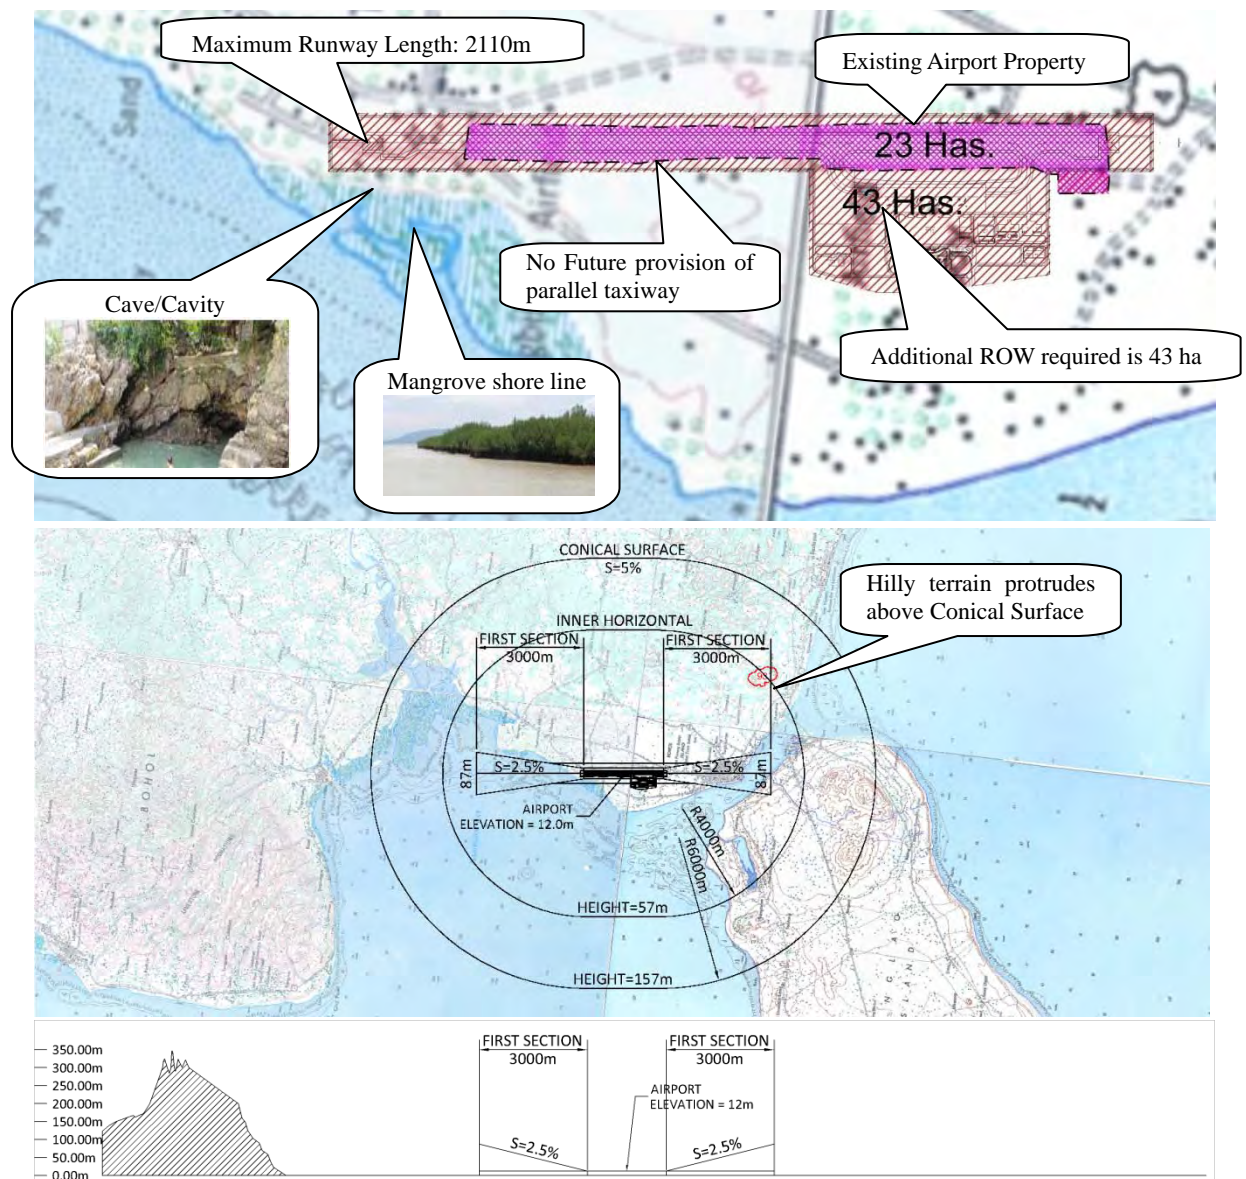 Maximum Runway Length: 2110m
Existing Airport Property
Sand
23 Has.
43 Has.
No Future provision of
parallel taxiway
Cave/Cavity
Additional ROW required is 43 ha
Mangrove shore line
CONICAL SURFACE
S=5%
Hilly terrain protrudes
above Conical Surface
INNER HORIZONTAL
FIRST SECTION
3000m
FIRST SECTION
3000m
87m
S=2.5%
S=2.5%
87m
AIRPORT
ELEVATION = 12.0m
R4000m
R6000m
BOHOL
HEIGHT=57m
HEIGHT=157m
350.00m
300.00m
250.00m
200.00m
150.00m
100.00m
50.00m
0.00m
FIRST SECTION
3000m
FIRST SECTION
3000m
AIRPORT
ELEVATION = 12m
S=2.5%
S=2.5%